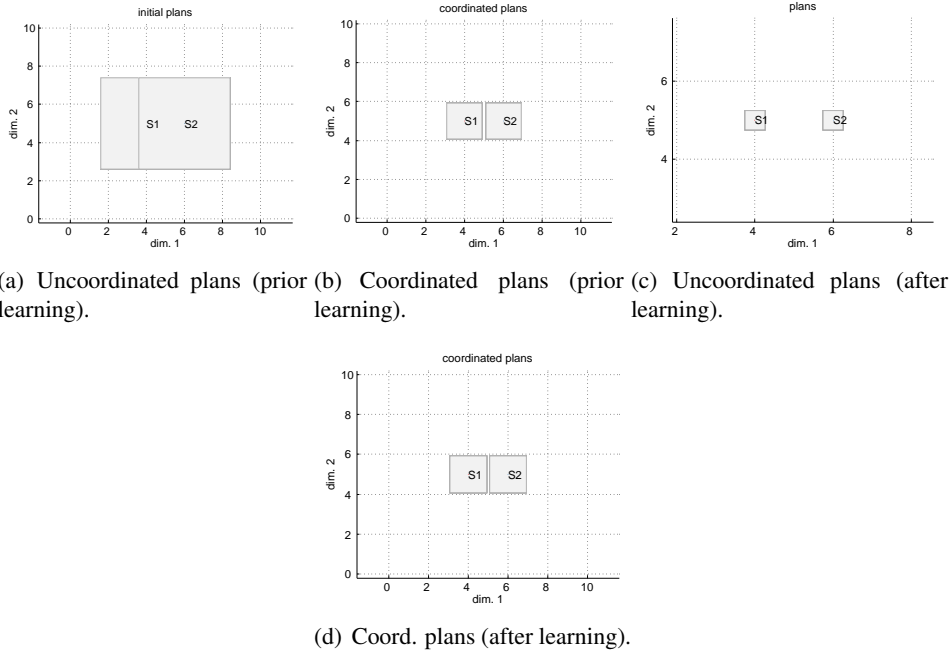 initial plans
10
8
6
4
2
0
dim. 2
S1 S2
0 2 4 6 8 10
dim. 1
coordinated plans
10
8
6
4
2
0
dim. 2
S1 S2
0 2 4 6 8 10
dim. 1
plans
6
4
dim. 2
S1 S2
2 4 6 8
dim. 1
(a) Uncoordinated plans (prior
learning).
(b) Coordinated plans (prior
learning).
(c) Uncoordinated plans (after
learning).
coordinated plans
10
8
6
4
2
0
dim. 2
S1 S2
0 2 4 6 8 10
dim. 1
(d) Coord. plans (after learning).